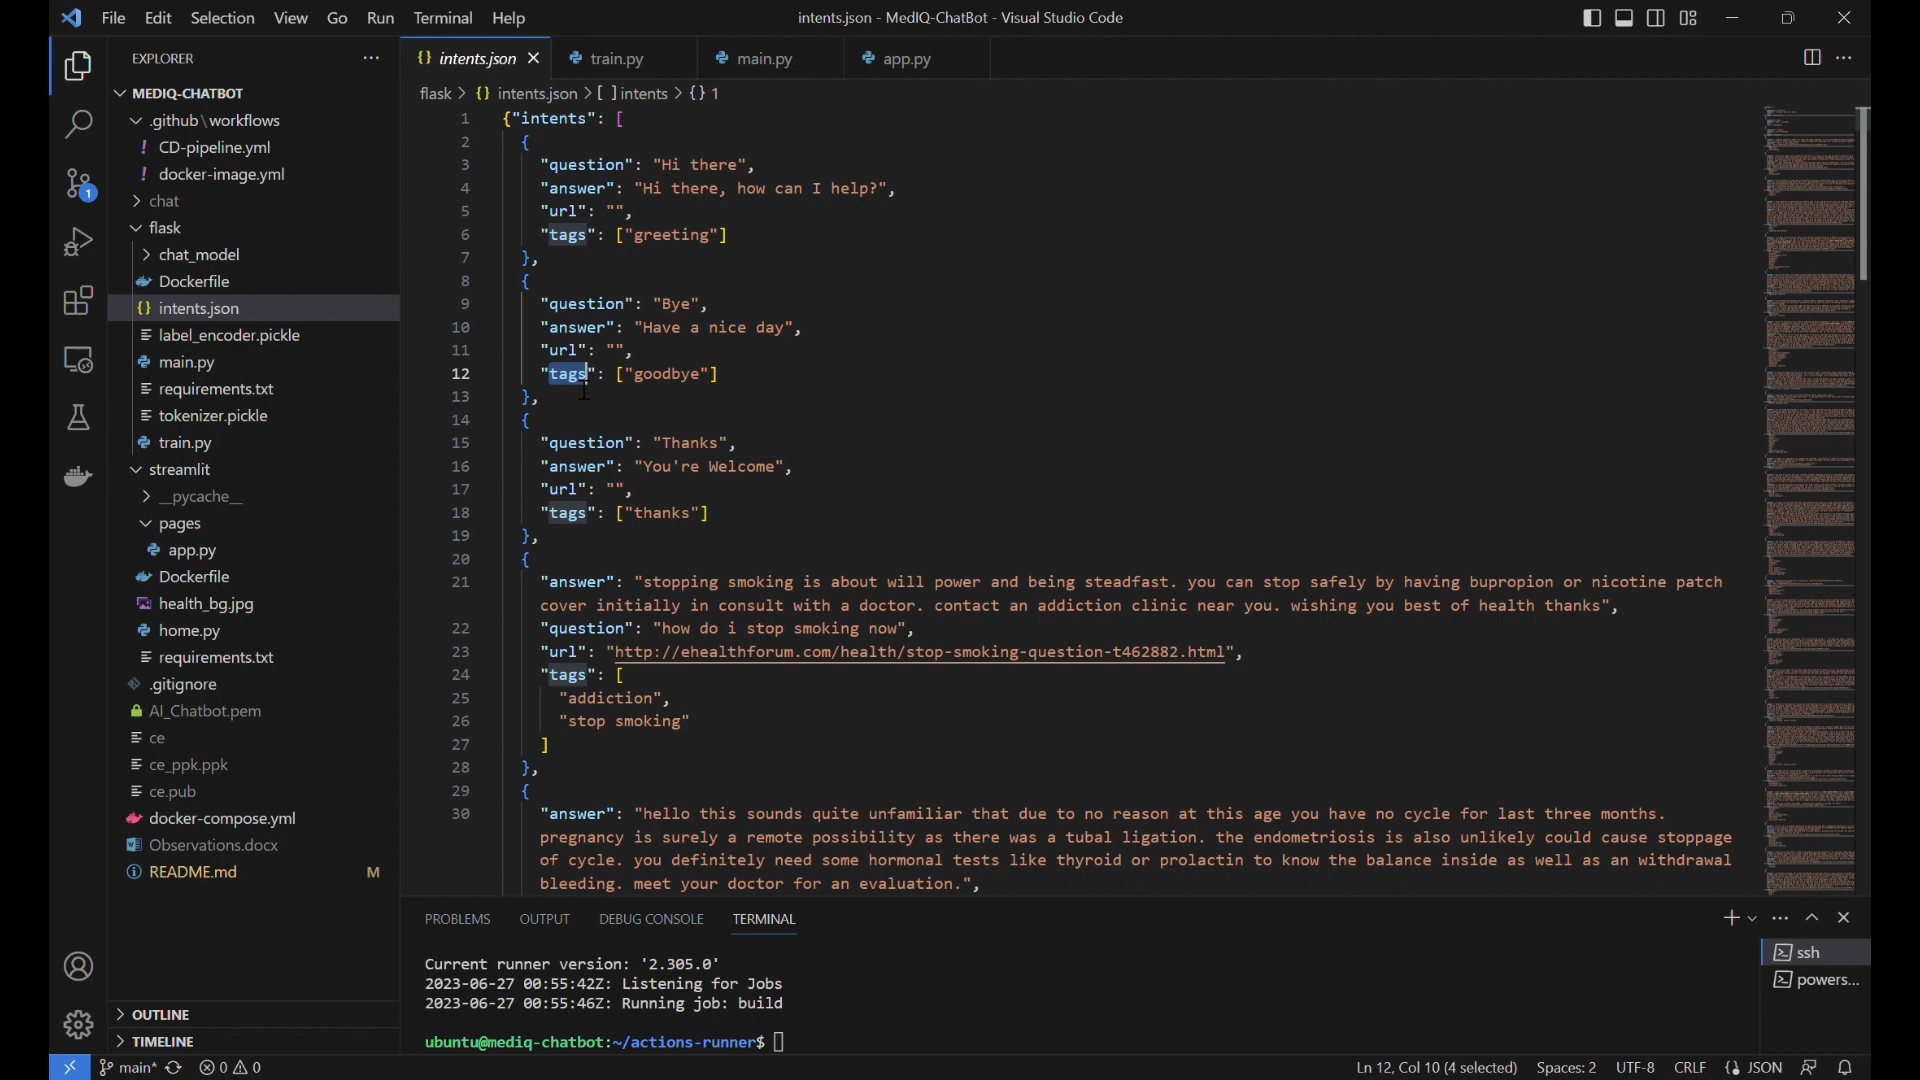 File Edit Selection View Go Run Terminal Help
intents.json - MedIQ-ChatBot - Visual Studio Code
EXPLORER
intents.json
train.py
main.py
app.py
flask > {} intents.json > [ ] intents > {} 1
MEDIQ-CHATBOT
.github\workflows
! CD-pipeline.yml
! docker-image.yml
chat
flask
chat_model
Dockerfile
{} intents.json
label_encoder.pickle
main.py
requirements.txt
tokenizer.pickle
train.py
streamlit
__pycache__
pages
app.py
Dockerfile
health_bg.jpg
home.py
requirements.txt
.gitignore
AI_Chatbot.pem
ce
ce_ppk.ppk
ce.pub
docker-compose.yml
Observations.docx
README.md M
OUTLINE
TIMELINE
1
1 {"intents": [
2 {
3 "question": "Hi there",
4 "answer": "Hi there, how can I help?",
5 "url": "",
6 "tags": ["greeting"]
7 },
8 {
9 "question": "Bye",
10 "answer": "Have a nice day",
11 "url": "",
12 "tags": ["goodbye"]
13 },
14 {
15 "question": "Thanks",
16 "answer": "You're Welcome",
17 "url": "",
18 "tags": ["thanks"]
19 },
20 {
21 "answer": "stopping smoking is about will power and being steadfast. you can stop safely by having bupropion or nicotine patch
cover initially in consult with a doctor. contact an addiction clinic near you. wishing you best of health thanks",
22 "question": "how do i stop smoking now",
23 "url": "http://ehealthforum.com/health/stop-smoking-question-t462882.html",
24 "tags": [
25 "addiction",
26 "stop smoking"
27 ]
28 },
29 {
30 "answer": "hello this sounds quite unfamiliar that due to no reason at this age you have no cycle for last three months.
pregnancy is surely a remote possibility as there was a tubal ligation. the endometriosis is also unlikely could cause stoppage
of cycle. you definitely need some hormonal tests like thyroid or prolactin to know the balance inside as well as an withdrawal
bleeding. meet your doctor for an evaluation.",
PROBLEMS OUTPUT DEBUG CONSOLE TERMINAL
Current runner version: '2.305.0'
2023-06-27 00:55:42Z: Listening for Jobs
2023-06-27 00:55:46Z: Running job: build
ubuntu@mediq-chatbot:~/actions-runner$
ssh
powers...
main* 0 0
Ln 12, Col 10 (4 selected) Spaces: 2 UTF-8 CRLF {} JSON